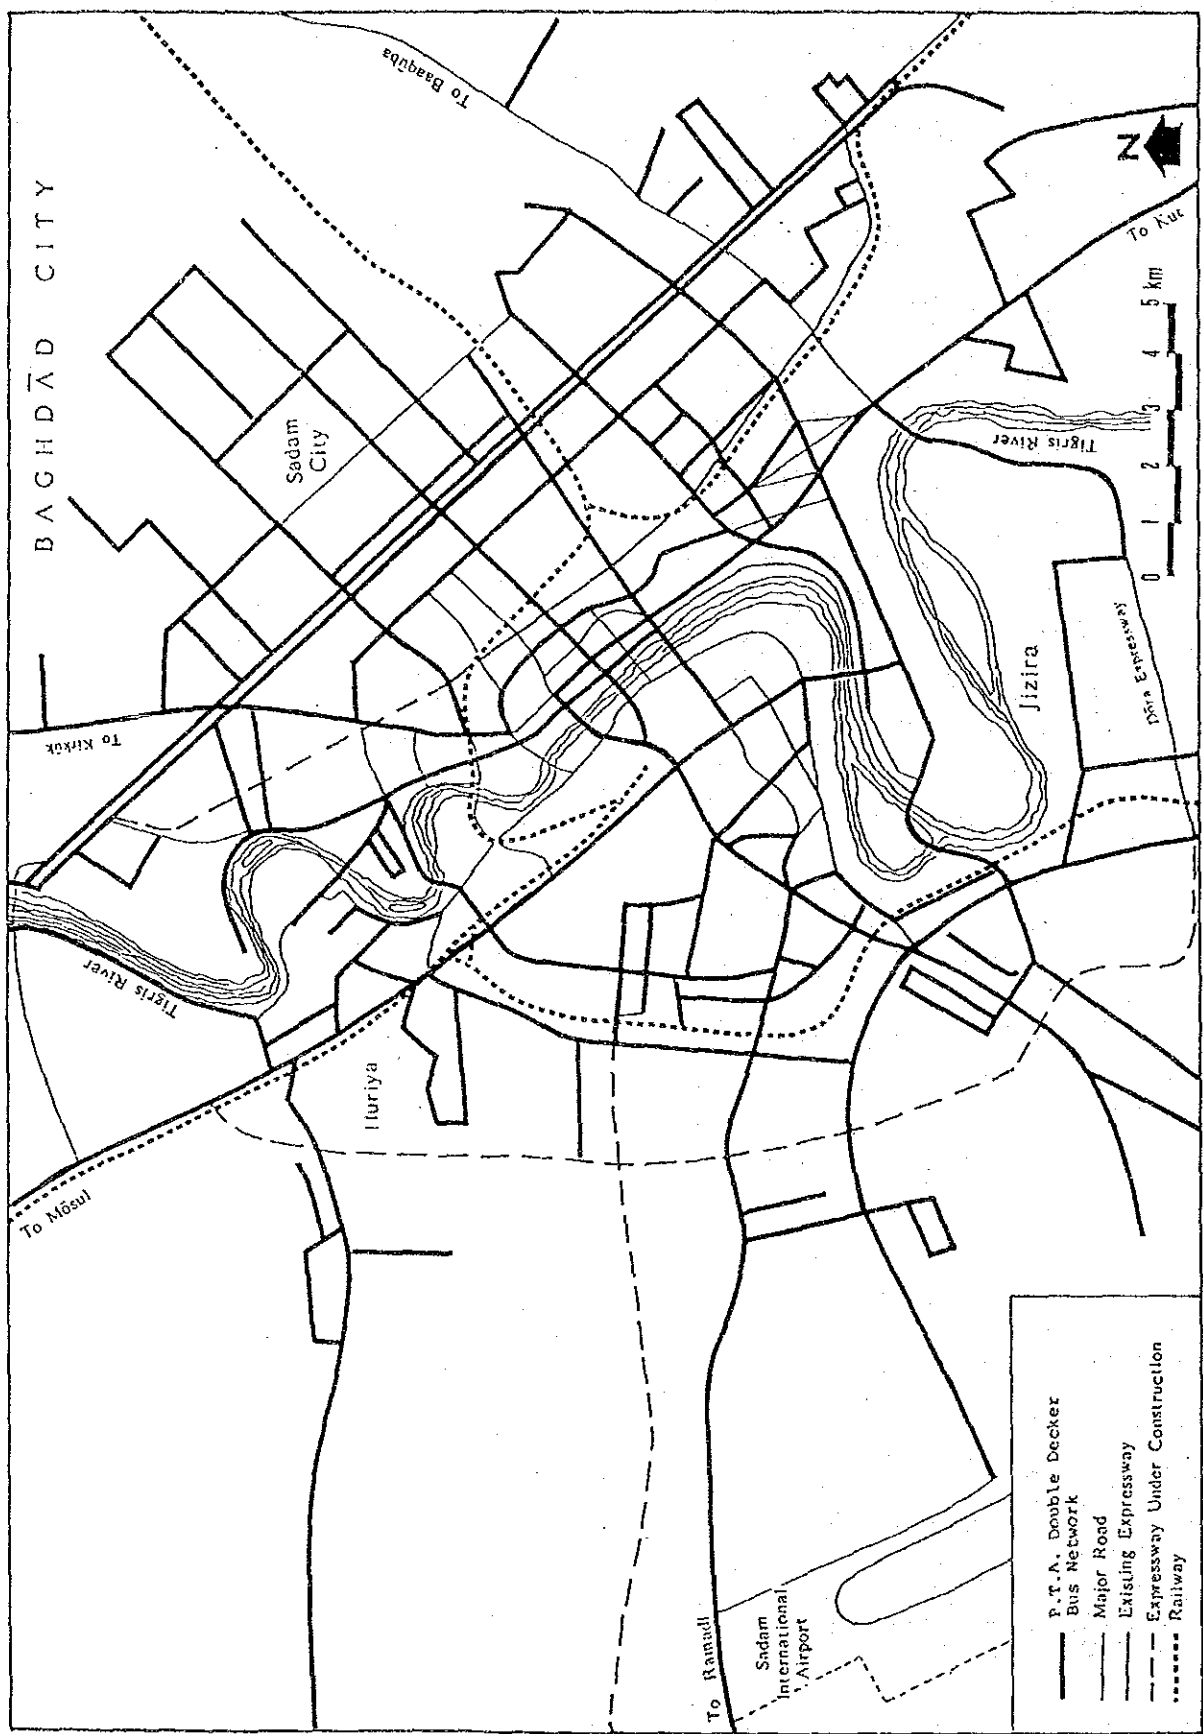 BAGHDĀD CITY
To Baaqūba
Sadam
City
To Kirkūk
Tigris River
To Mōsul
Huriya
N
To Kut
Tigris River
Jizira
Dōra Expressway
0 1 2 3 4 5 km
To Ramadi
Sadam
International
Airport
P.T.A. Double Decker
Bus Network
Major Road
Existing Expressway
Expressway Under Construction
Railway